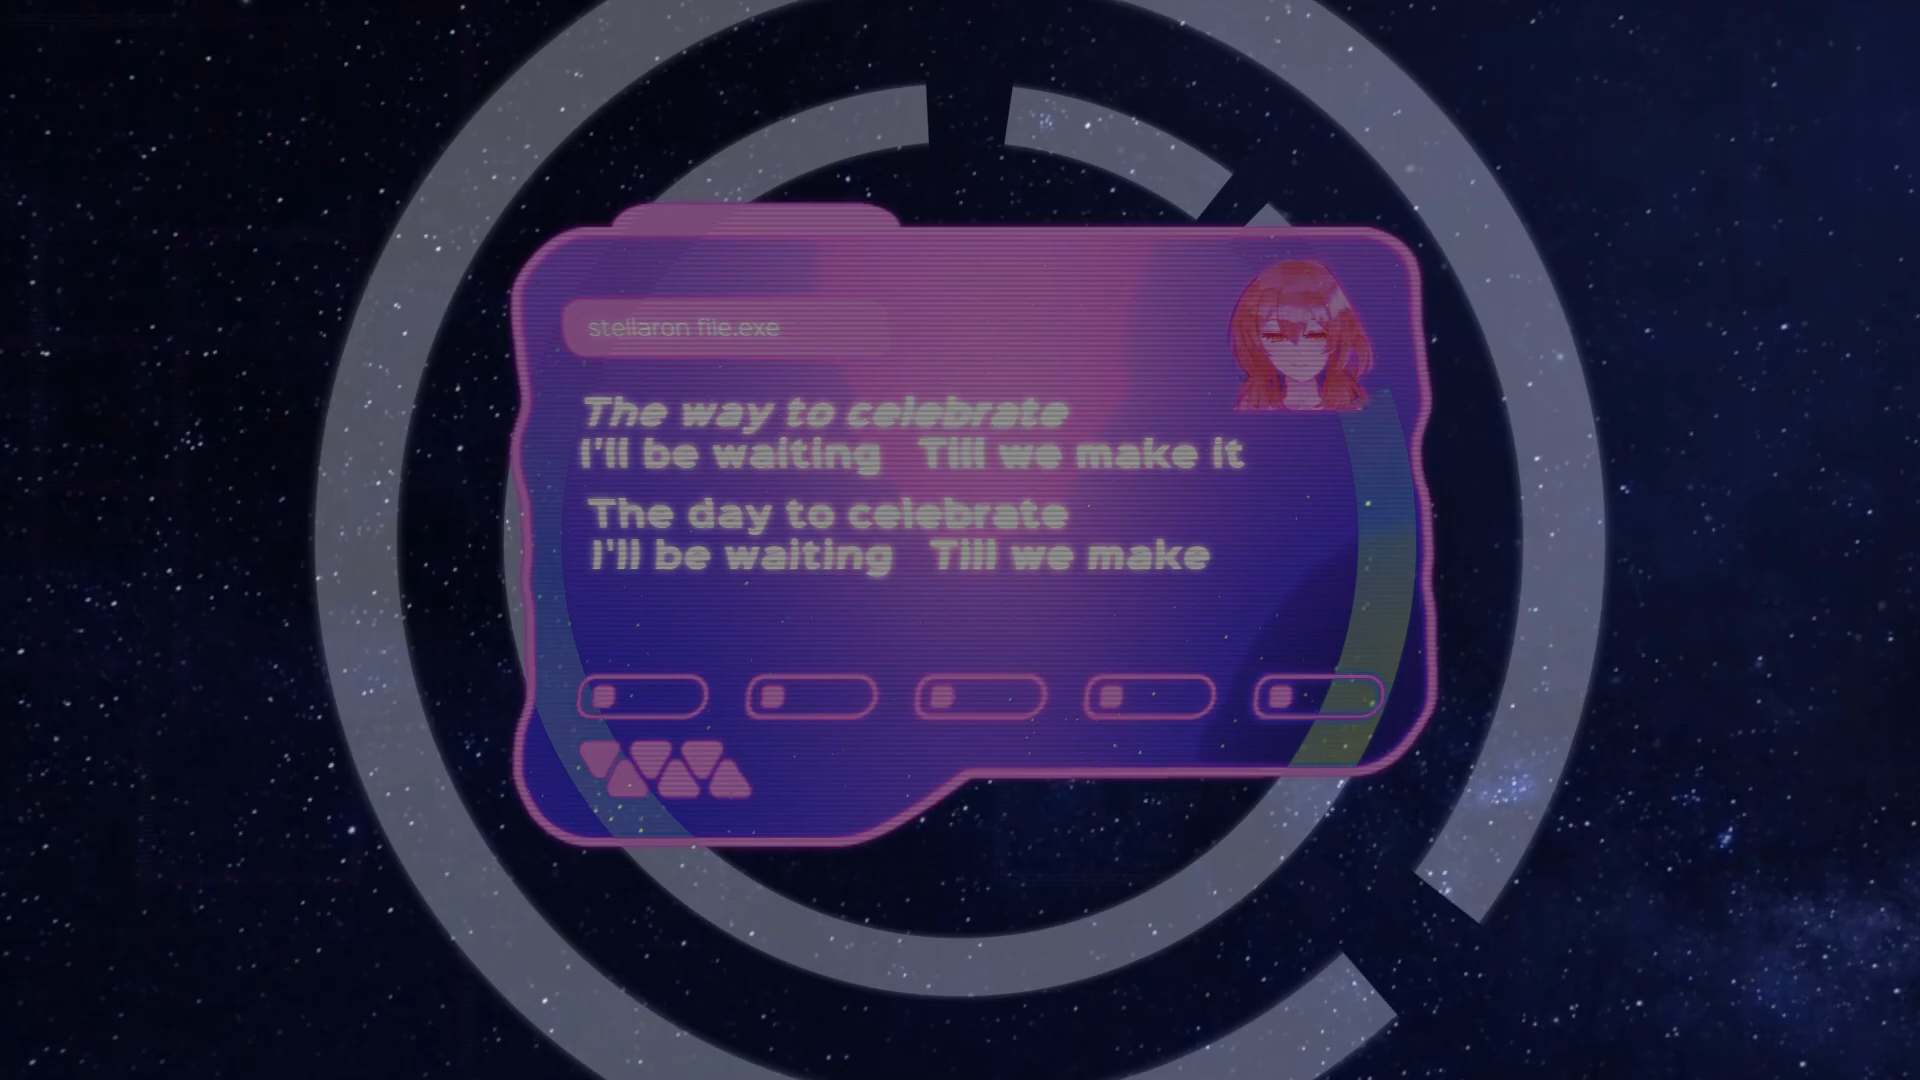 stellaron file.exe
The way to celebrate
I'll be waiting Till we make it
The day to celebrate
I'll be waiting Till we make